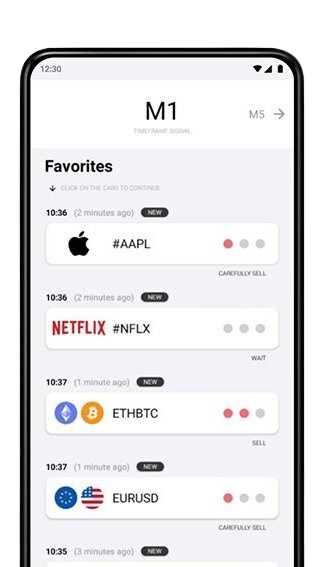 12:30
M1
M5
TIMEFRAME SIGNAL
Favorites
CLICK ON THE CARD TO CONTINUE
10:36 (2 minutes ago) NEW
#AAPL
CAREFULLY SELL
10:36 (2 minutes ago) NEW
NETFLIX #NFLX
WAIT
10:37 (1 minute ago) NEW
ETHBTC
SELL
10:37 (1 minute ago) NEW
EURUSD
CAREFULLY SELL
10:35 (3 minutes ago) NEW